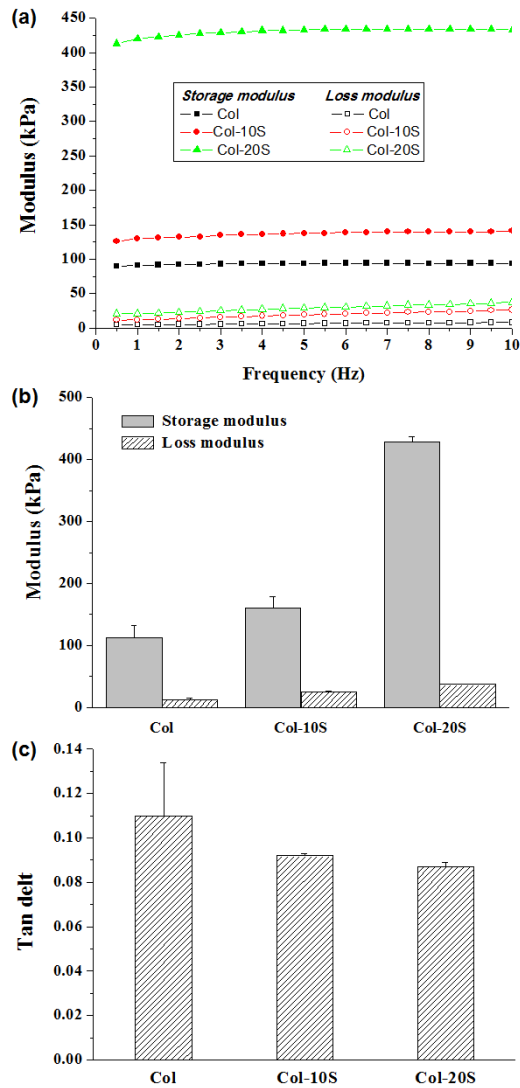 (a)
450
400
350
300
250
200
150
100
50
0
Modulus (kPa)
Storage modulus Loss modulus
Col Col
Col-10S Col-10S
Col-20S Col-20S
0 1 2 3 4 5 6 7 8 9 10
Frequency (Hz)
(b)
500
400
300
200
100
0
Modulus (kPa)
Storage modulus
Loss modulus
Col Col-10S Col-20S
(c)
0.14
0.12
0.10
0.08
0.06
0.04
0.02
0.00
Tan delt
Col Col-10S Col-20S